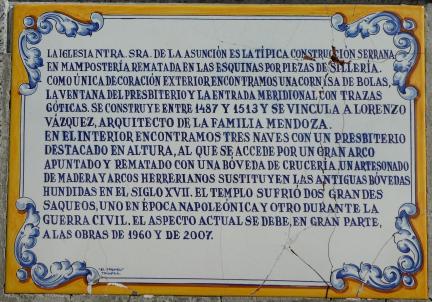 LA IGLESIA NTRA. SRA. DE LA ASUNCIÓN ES LA TÍPICA CONSTRUCCIÓN SERRANA
EN MAMPOSTERÍA REMATADA EN LAS ESQUINAS POR PIEZAS DE SILLERÍA.
COMO ÚNICA DECORACIÓN EXTERIOR ENCONTRAMOS UNA CORNISA DE BOLAS,
LA VENTANA DEL PRESBITERIO Y LA ENTRADA MERIDIONAL CON TRAZAS
GÓTICAS. SE CONSTRUYE ENTRE 1487 Y 1513 Y SE VINCULA A LORENZO
VÁZQUEZ, ARQUITECTO DE LA FAMILIA MENDOZA.
EN EL INTERIOR ENCONTRAMOS TRES NAVES CON UN PRESBITERIO
DESTACADO EN ALTURA, AL QUE SE ACCEDE POR UN GRAN ARCO
APUNTADO Y REMATADO CON UNA BÓVEDA DE CRUCERÍA. UN ARTESONADO
DE MADERA Y ARCOS HERRERIANOS SUSTITUYEN LAS ANTIGUAS BÓVEDAS
HUNDIDAS EN EL SIGLO XVII. EL TEMPLO SUFRIÓ DOS GRANDES
SAQUEOS, UNO EN ÉPOCA NAPOLEÓNICA Y OTRO DURANTE LA
GUERRA CIVIL. EL ASPECTO ACTUAL SE DEBE, EN GRAN PARTE,
A LAS OBRAS DE 1960 Y DE 2007.